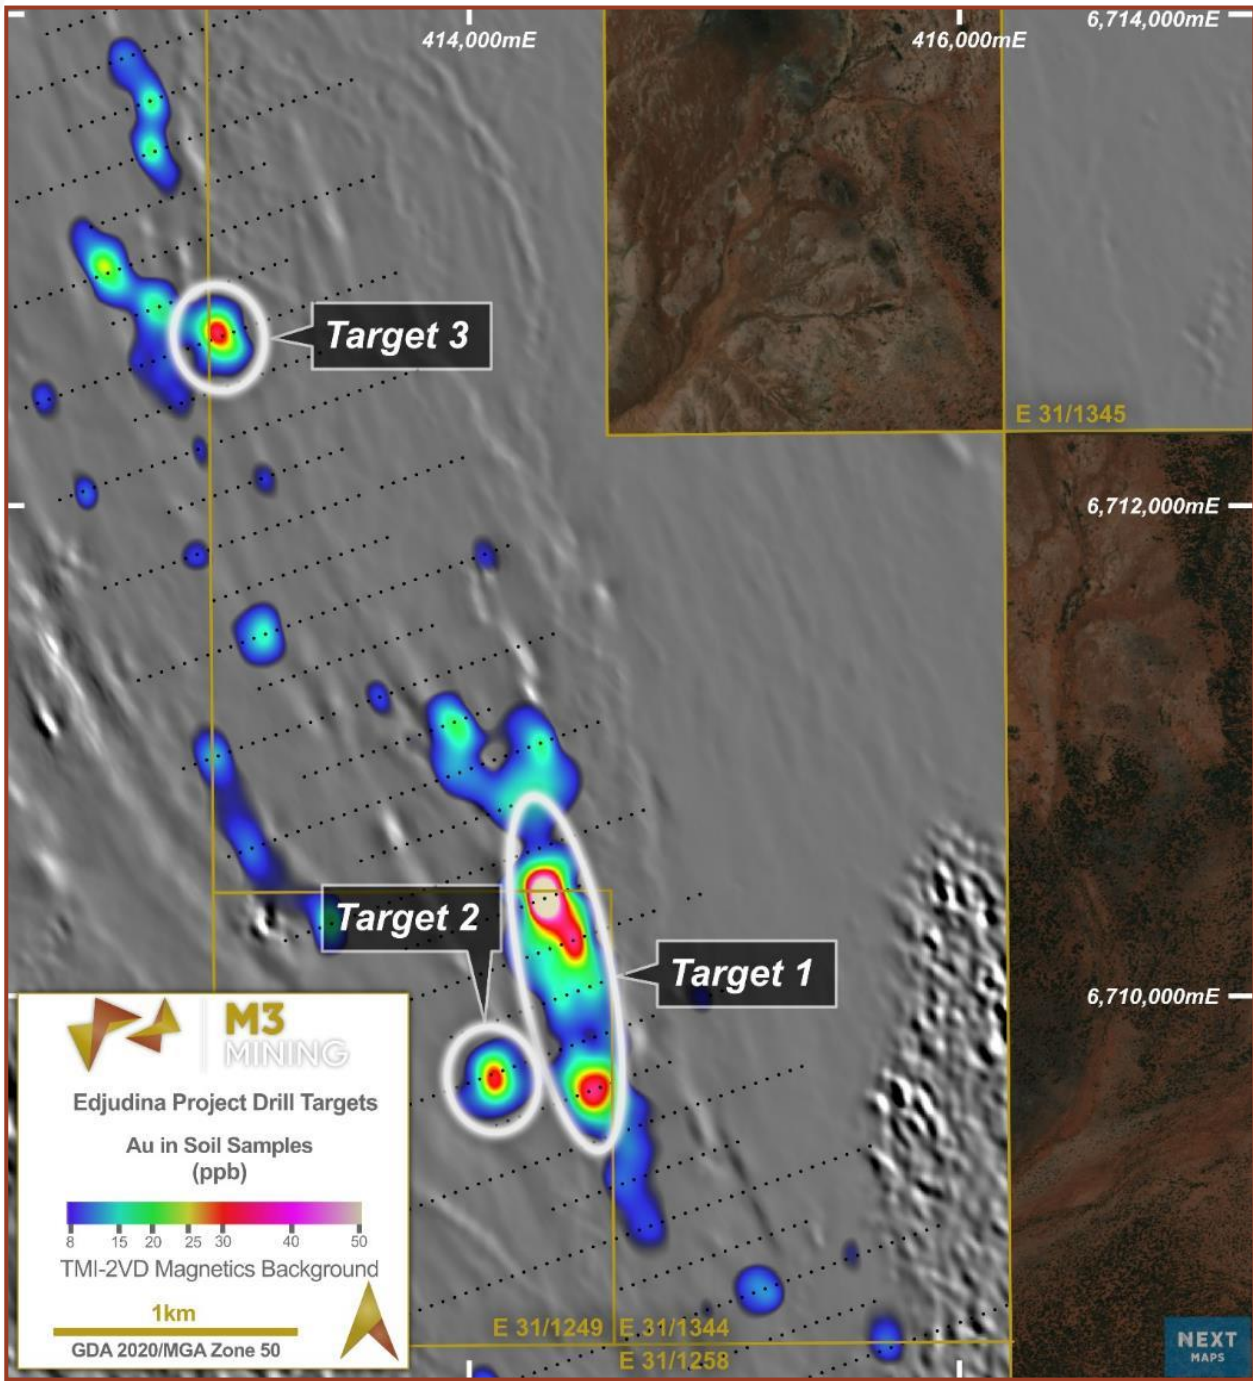 6,714,000mE
414,000mE
416,000mE
Target 3
E 31/1345
6,712,000mE
Target 2
Target 1
6,710,000mE
M3
MINING
Edjudina Project Drill Targets
Au in Soil Samples
(ppb)
8 15 20 25 30 40 50
TMI-2VD Magnetics Background
1km
GDA 2020/MGA Zone 50
E 31/1249
E 31/1344
E 31/1258
NEXT
MAPS